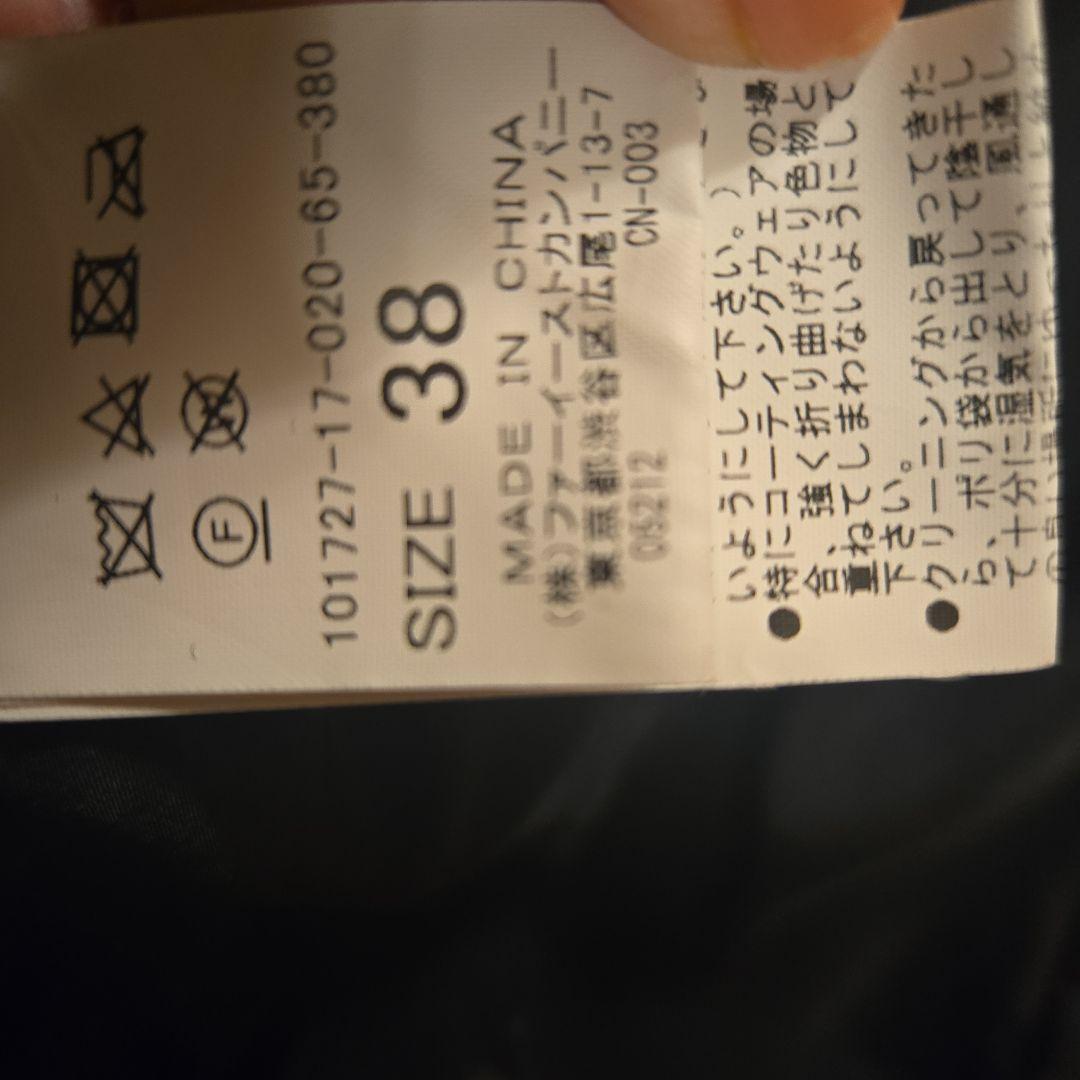 F
W
101727-17-020-65-380
SIZE 38
MADE IN CHINA
(株)ファーイーストカンパニー
東京都渋谷区広尾1-13-7
06212 CN-003
いようにして下さい。)
●特にコーティングウェアの場
合、強く折り曲げたり色物と
重ねてしまわないようにして
下さい。
●クリーニングから戻ってきた
ら、ポリ袋から出して陰干し
て十分に湿気をとり、風通し